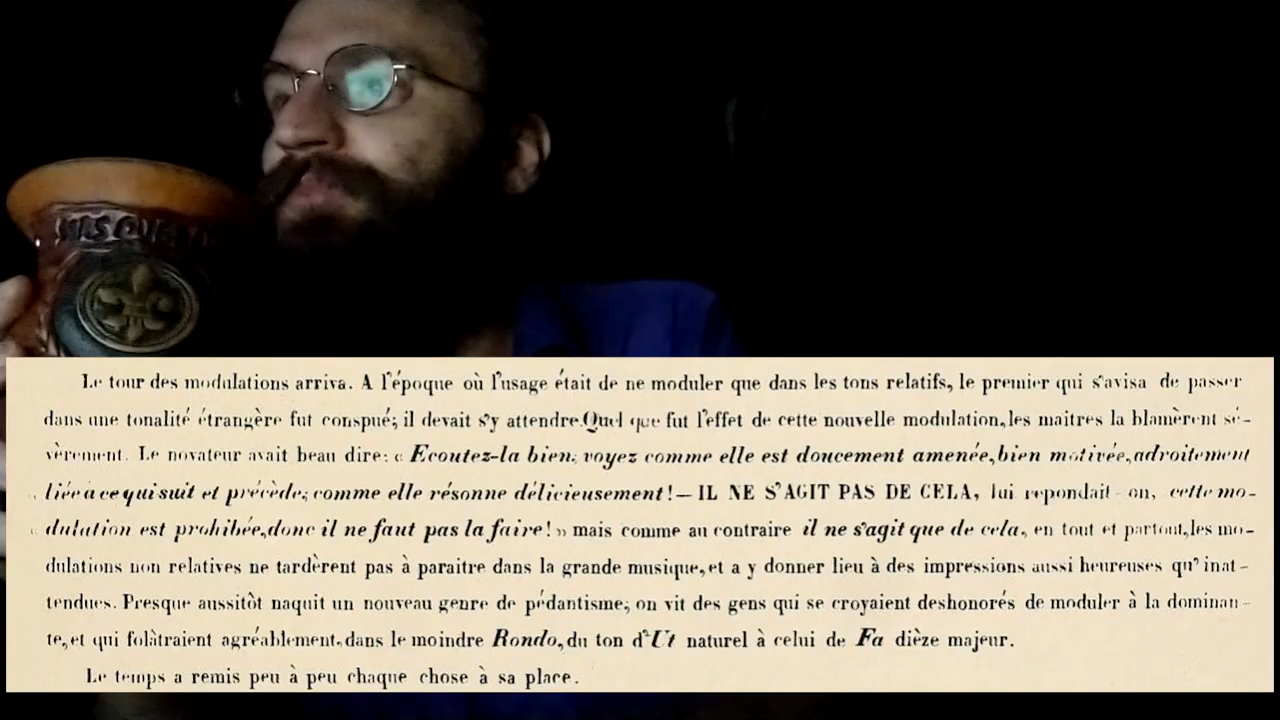 Le tour des modulations arriva. A l'époque où l'usage était de ne moduler que dans les tons relatifs, le premier qui s'avisa de passer
dans une tonalité étrangère fut conspué; il devait s'y attendre. Quel que fut l'effet de cette nouvelle modulation, les maîtres la blamèrent sé-
vèrement. Le novateur avait beau dire: « Ecoutez-la bien, voyez comme elle est doucement amenée, bien motivée, adroitement
« liée a ce qui suit et précède; comme elle résonne délicieusement! — IL NE S'AGIT PAS DE CELA, lui repondait-on, cette mo-
« dulation est prohibée, donc il ne faut pas la faire! » mais comme au contraire il ne s'agit que de cela, en tout et partout, les mo-
dulations non relatives ne tardèrent pas à paraitre dans la grande musique, et a y donner lieu à des impressions aussi heureuses qu'inat-
tendues. Presque aussitôt naquit un nouveau genre de pédantisme; on vit des gens qui se croyaient deshonorés de moduler à la dominan-
te, et qui folâtraient agréablement, dans le moindre Rondo, du ton d'Ut naturel à celui de Fa dièze majeur.
Le temps a remis peu à peu chaque chose à sa place.